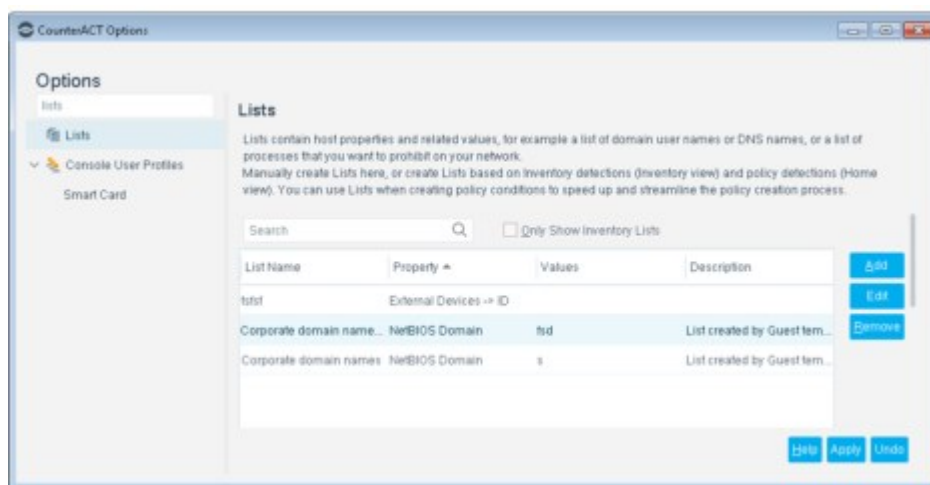 CounterACT Options
Options
lists
Lists
Console User Profiles
Smart Card
Lists
Lists contain host properties and related values, for example a list of domain user names or DNS names, or a list of
processes that you want to prohibit on your network.
Manually create Lists here, or create Lists based on Inventory detections (Inventory view) and policy detections (Home
view). You can use Lists when creating policy conditions to speed up and streamline the policy creation process.
Search
Only Show Inventory Lists
List Name Property Values Description
External Devices -> ID
Corporate domain name... NetBIOS Domain fsd List created by Guest tem...
Corporate domain names NetBIOS Domain s List created by Guest tem...
Add
Edit
Remove
Help Apply Undo